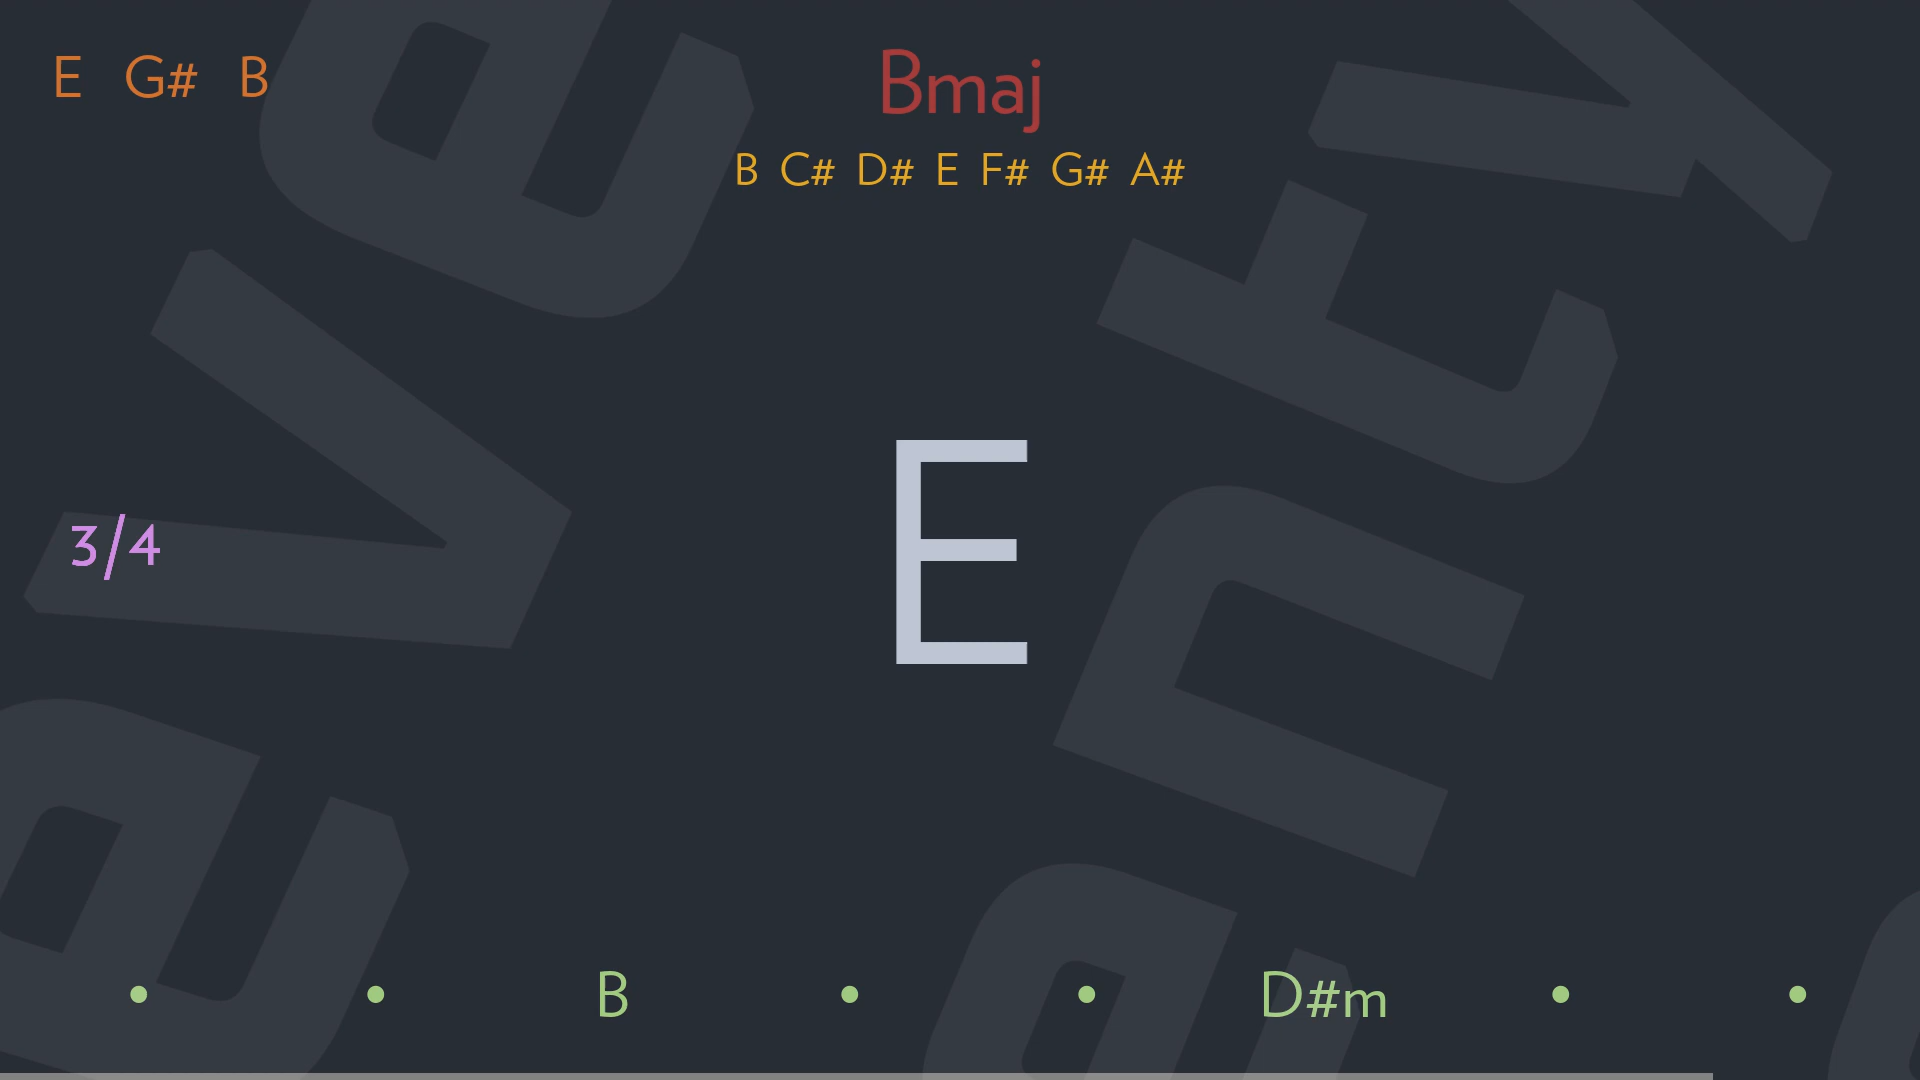 E G# B
Bmaj
B C# D# E F# G# A#
3/4
E
• • B • • D#m • •